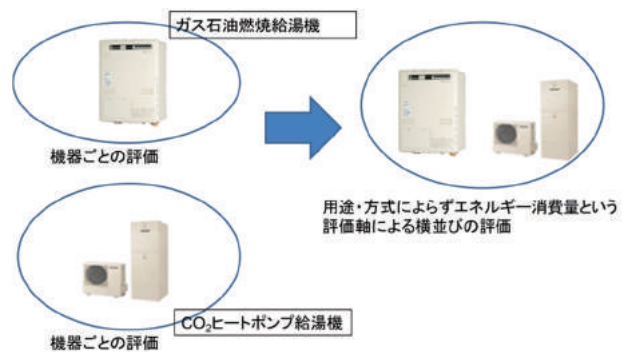 ガス石油燃焼給湯機
機器ごとの評価
用途・方式によらずエネルギー消費量という
評価軸による横並びの評価
CO₂ヒートポンプ給湯機
機器ごとの評価